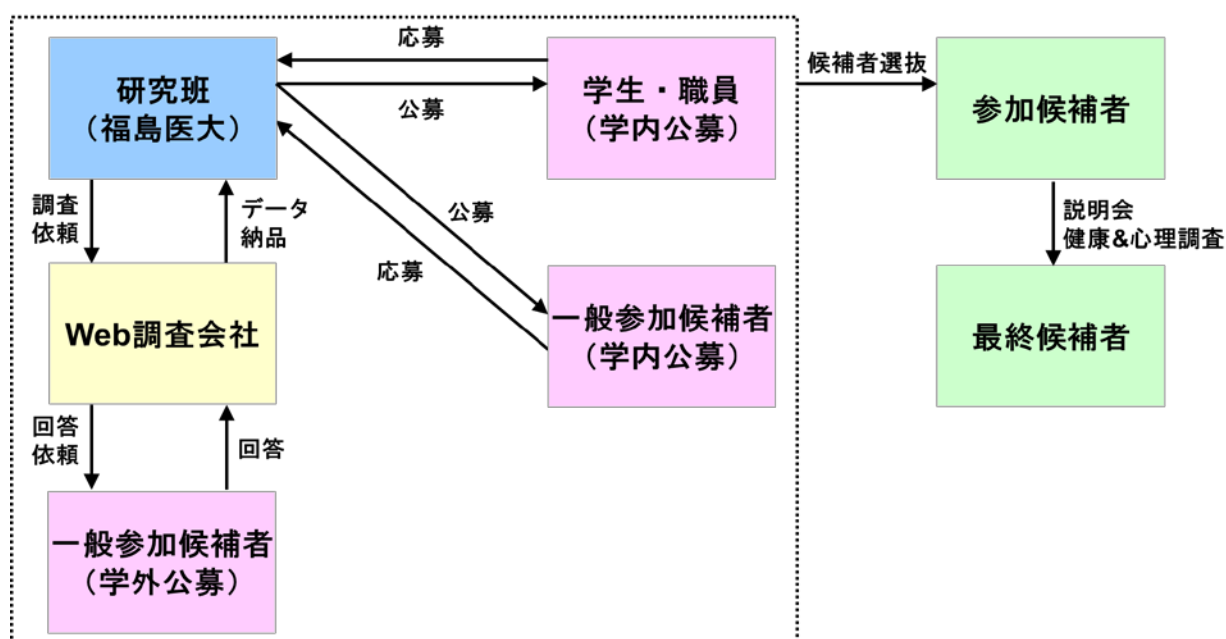 応募
研究班
（福島医大）
公募
学生・職員
（学内公募）
候補者選抜
参加候補者
調査
依頼
データ
納品
公募
応募
説明会
健康&心理調査
Web調査会社
一般参加候補者
（学内公募）
最終候補者
回答
依頼
回答
一般参加候補者
（学外公募）